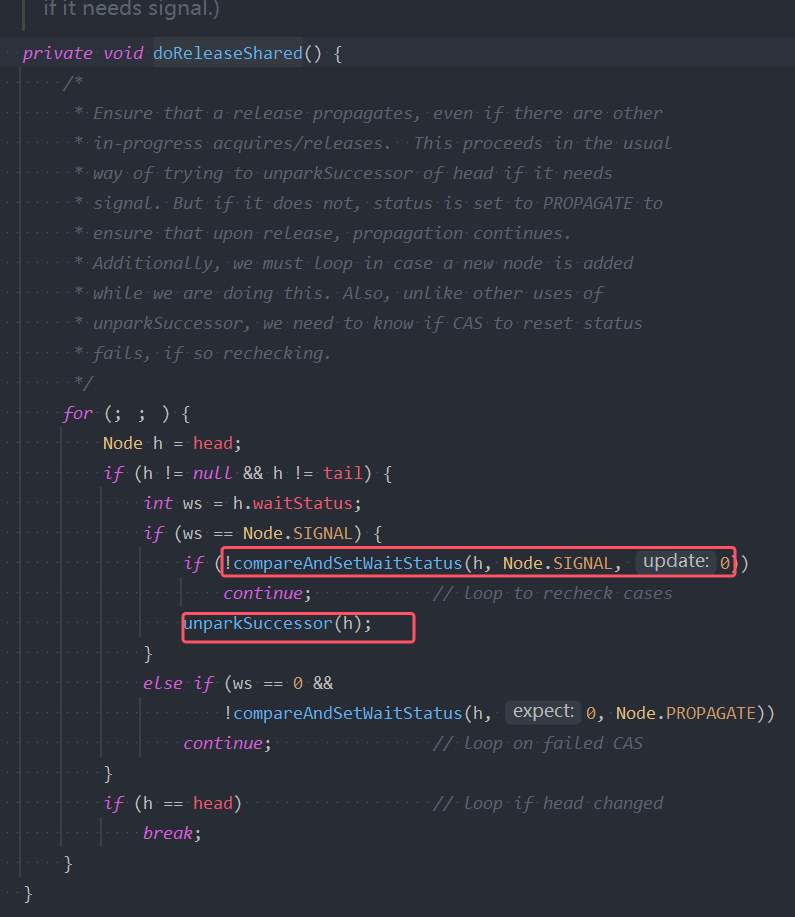 if it needs signal.)
private void doReleaseShared() {
/*
* Ensure that a release propagates, even if there are other
* in-progress acquires/releases.  This proceeds in the usual
* way of trying to unparkSuccessor of head if it needs
* signal. But if it does not, status is set to PROPAGATE to
* ensure that upon release, propagation continues.
* Additionally, we must loop in case a new node is added
* while we are doing this. Also, unlike other uses of
* unparkSuccessor, we need to know if CAS to reset status
* fails, if so rechecking.
*/
for (; ; ) {
Node h = head;
if (h != null && h != tail) {
int ws = h.waitStatus;
if (ws == Node.SIGNAL) {
if (!compareAndSetWaitStatus(h, Node.SIGNAL, update: 0))
continue; // loop to recheck cases
unparkSuccessor(h);
}
else if (ws == 0 &&
!compareAndSetWaitStatus(h, expect: 0, Node.PROPAGATE))
continue; // loop on failed CAS
}
if (h == head) // loop if head changed
break;
}
}